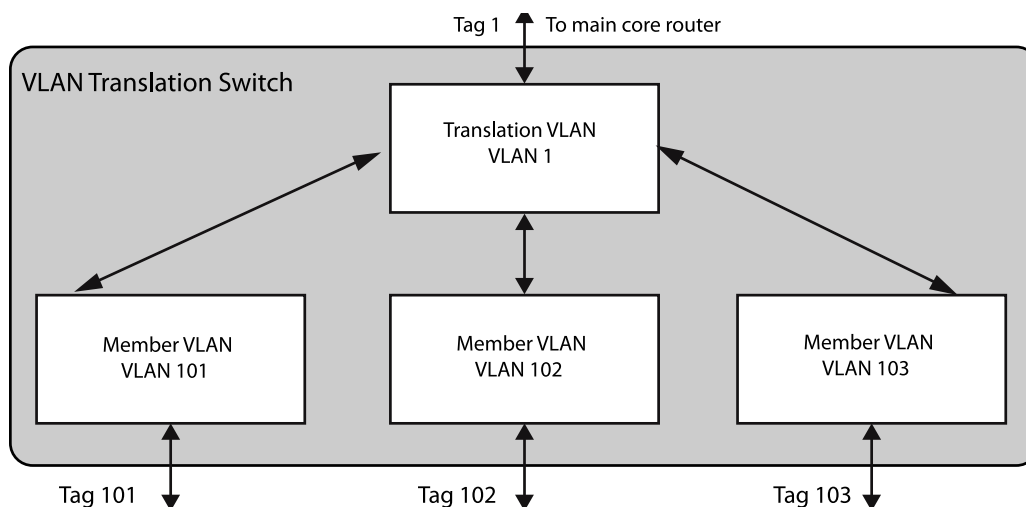 Tag 1
To main core router
VLAN Translation Switch
Translation VLAN
VLAN 1
Member VLAN
VLAN 101
Member VLAN
VLAN 102
Member VLAN
VLAN 103
Tag 101
Tag 102
Tag 103